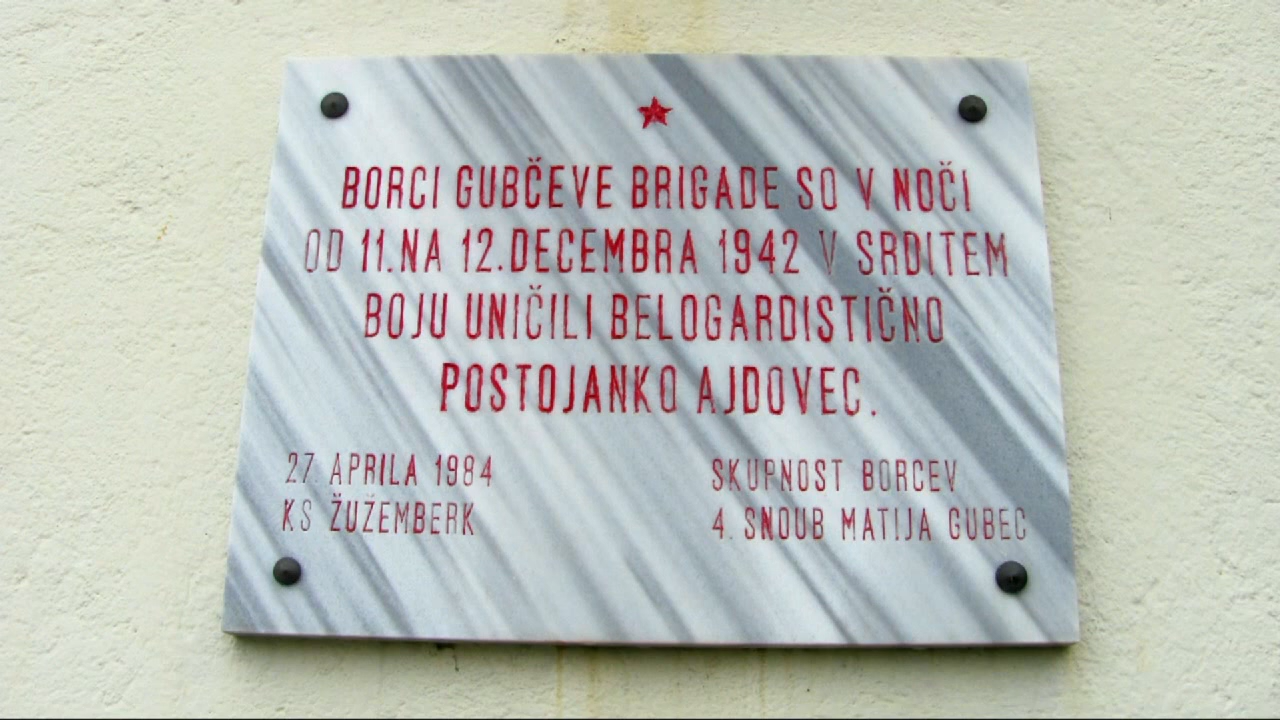 BORCI GUBČEVE BRIGADE SO V NOČI
OD 11. NA 12. DECEMBRA 1942 V SRDITEM
BOJU UNIČILI BELOGARDISTIČNO
POSTOJANKO AJDOVEC.
27. APRILA 1984
KS ŽUŽEMBERK
SKUPNOST BORCEV
4. SNOUB MATIJA GUBEC